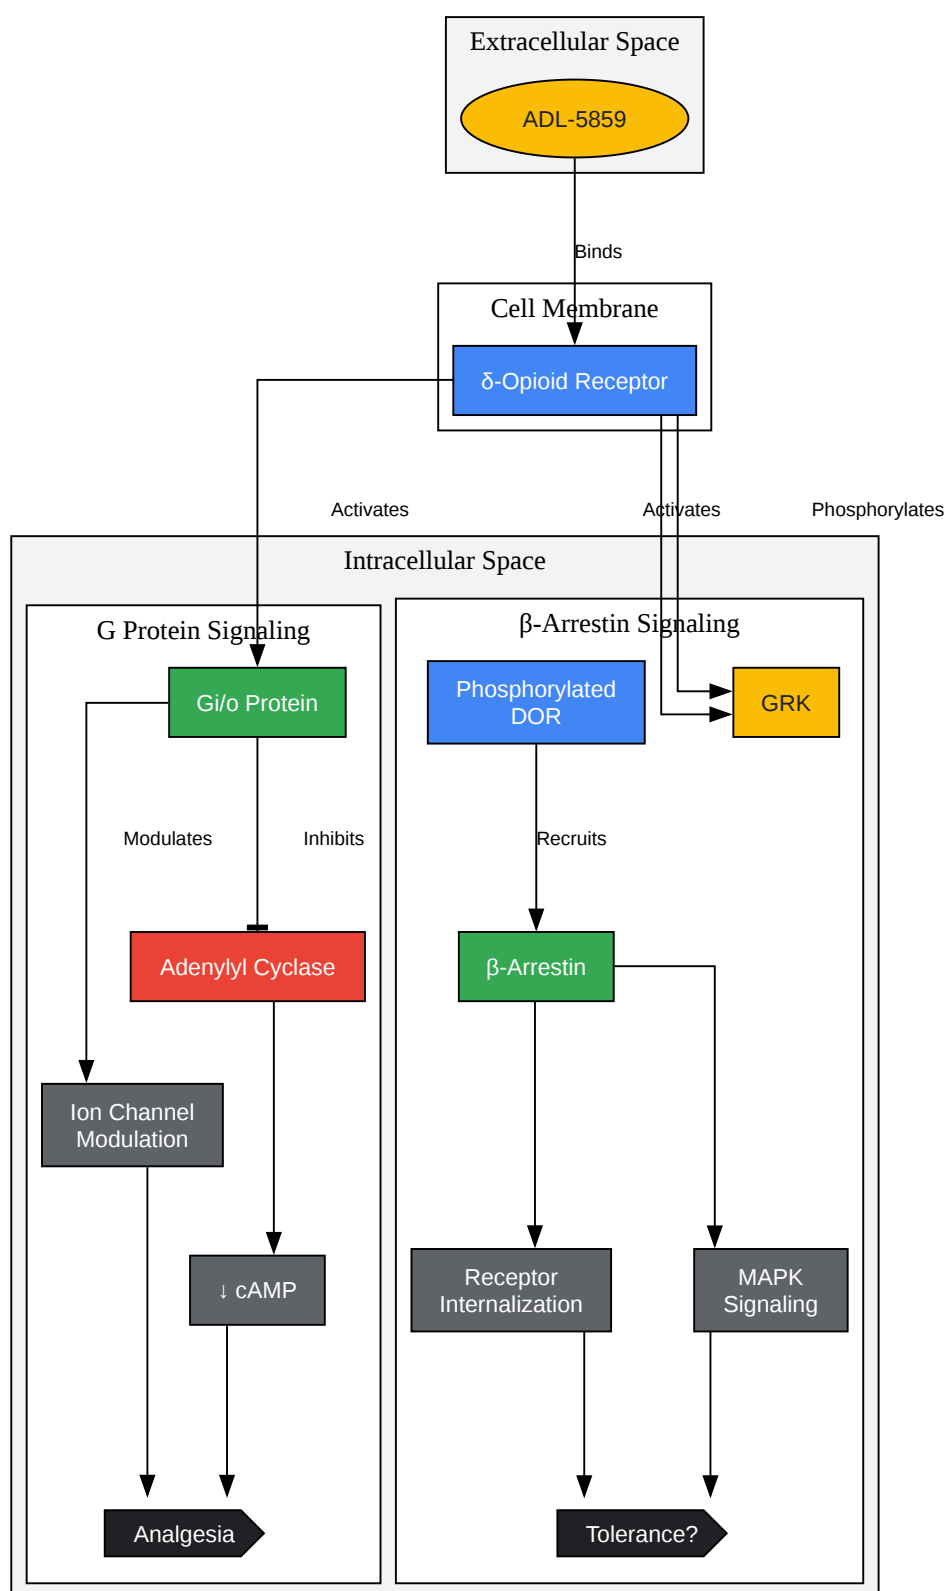 Extracellular Space
ADL-5859
Binds
Cell Membrane
δ-Opioid Receptor
Activates
Activates
Phosphorylates
Intracellular Space
G Protein Signaling
β-Arrestin Signaling
Gi/o Protein
Phosphorylated
DOR
GRK
Modulates
Inhibits
Recruits
Adenylyl Cyclase
β-Arrestin
Ion Channel
Modulation
↓ cAMP
Receptor
Internalization
MAPK
Signaling
Analgesia
Tolerance?